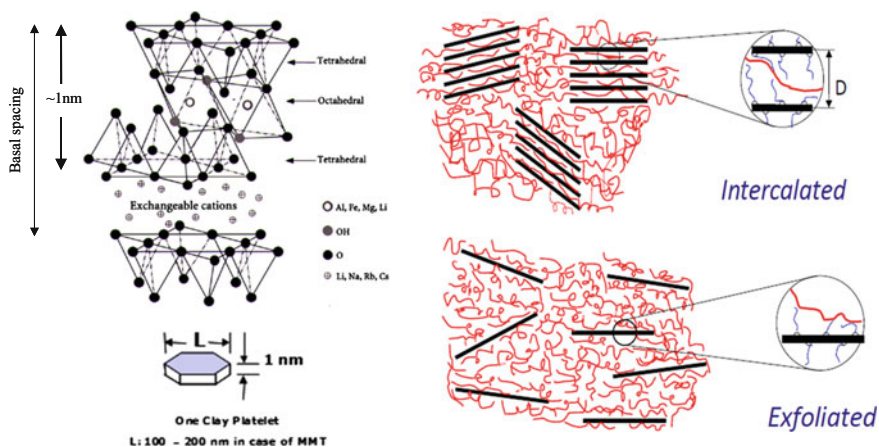 Basal spacing
~1nm
Tetrahedral
Octahedral
Tetrahedral
Exchangeable cations
Al, Fe, Mg, Li
OH
O
Li, Na, Rb, Cs
L
1 nm
One Clay Platelet
L: 100 – 200 nm in case of MMT
D
Intercalated
Exfoliated